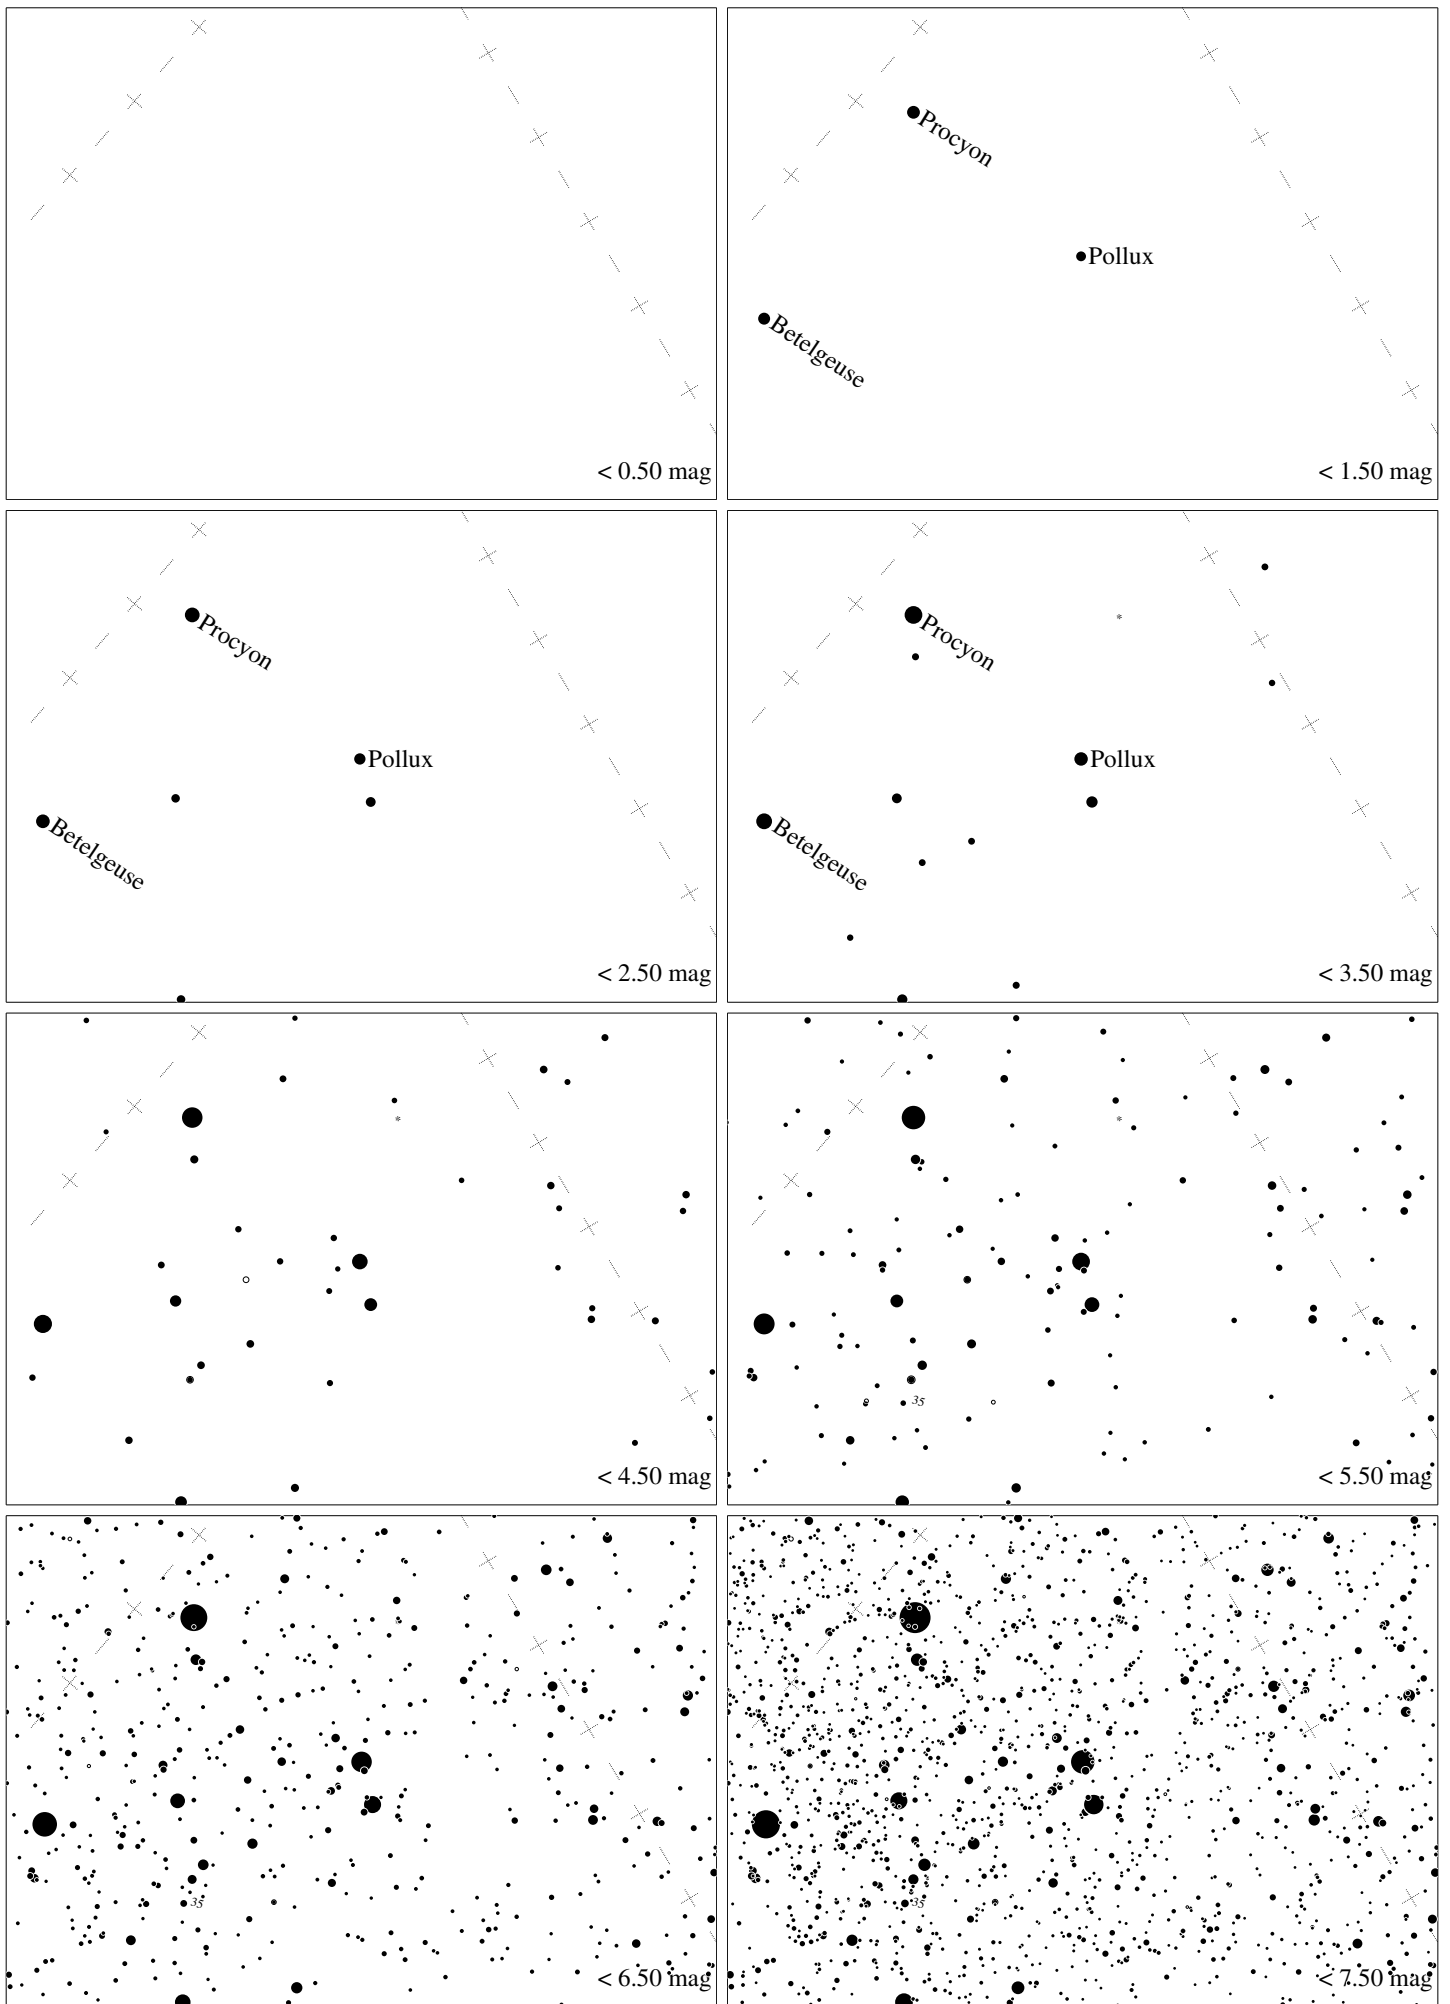 < 0.50 mag
Procyon
Pollux
Betelgeuse
< 1.50 mag
Procyon
Pollux
Betelgeuse
< 2.50 mag
Procyon
Pollux
Betelgeuse
< 3.50 mag
< 4.50 mag
35
< 5.50 mag
35
< 6.50 mag
35
< 7.50 mag